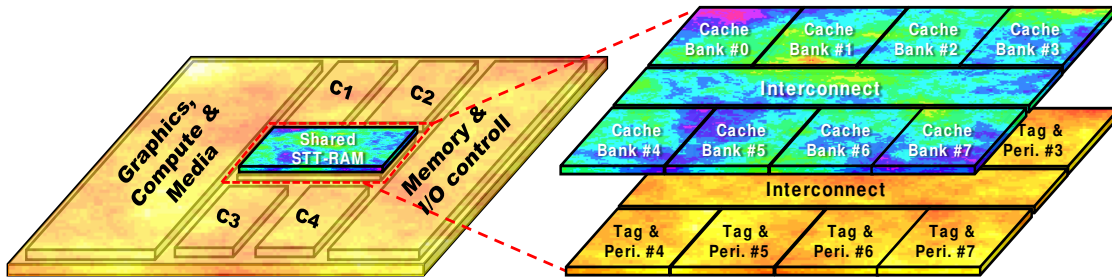 Graphics,
Compute &
Media
C1
C2
Shared
STT-RAM
C3
C4
Memory &
I/O controll
Cache
Bank #0
Cache
Bank #1
Cache
Bank #2
Cache
Bank #3
Interconnect
Cache
Bank #4
Cache
Bank #5
Cache
Bank #6
Cache
Bank #7
Tag &
Peri. #3
Interconnect
Tag &
Peri. #4
Tag &
Peri. #5
Tag &
Peri. #6
Tag &
Peri. #7